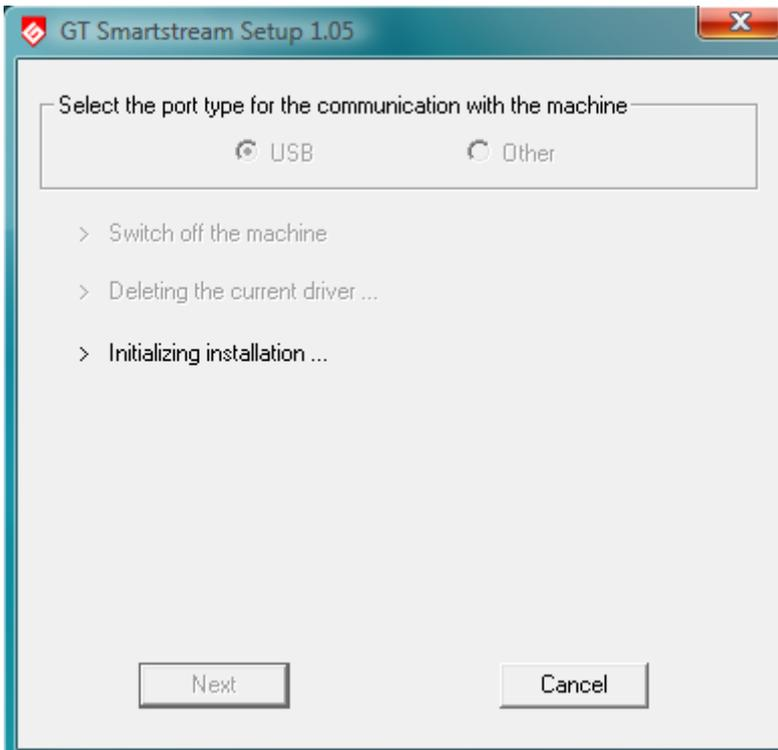 GT Smartstream Setup 1.05
Select the port type for the communication with the machine
USB Other
> Switch off the machine
> Deleting the current driver ...
> Initializing installation ...
Next Cancel